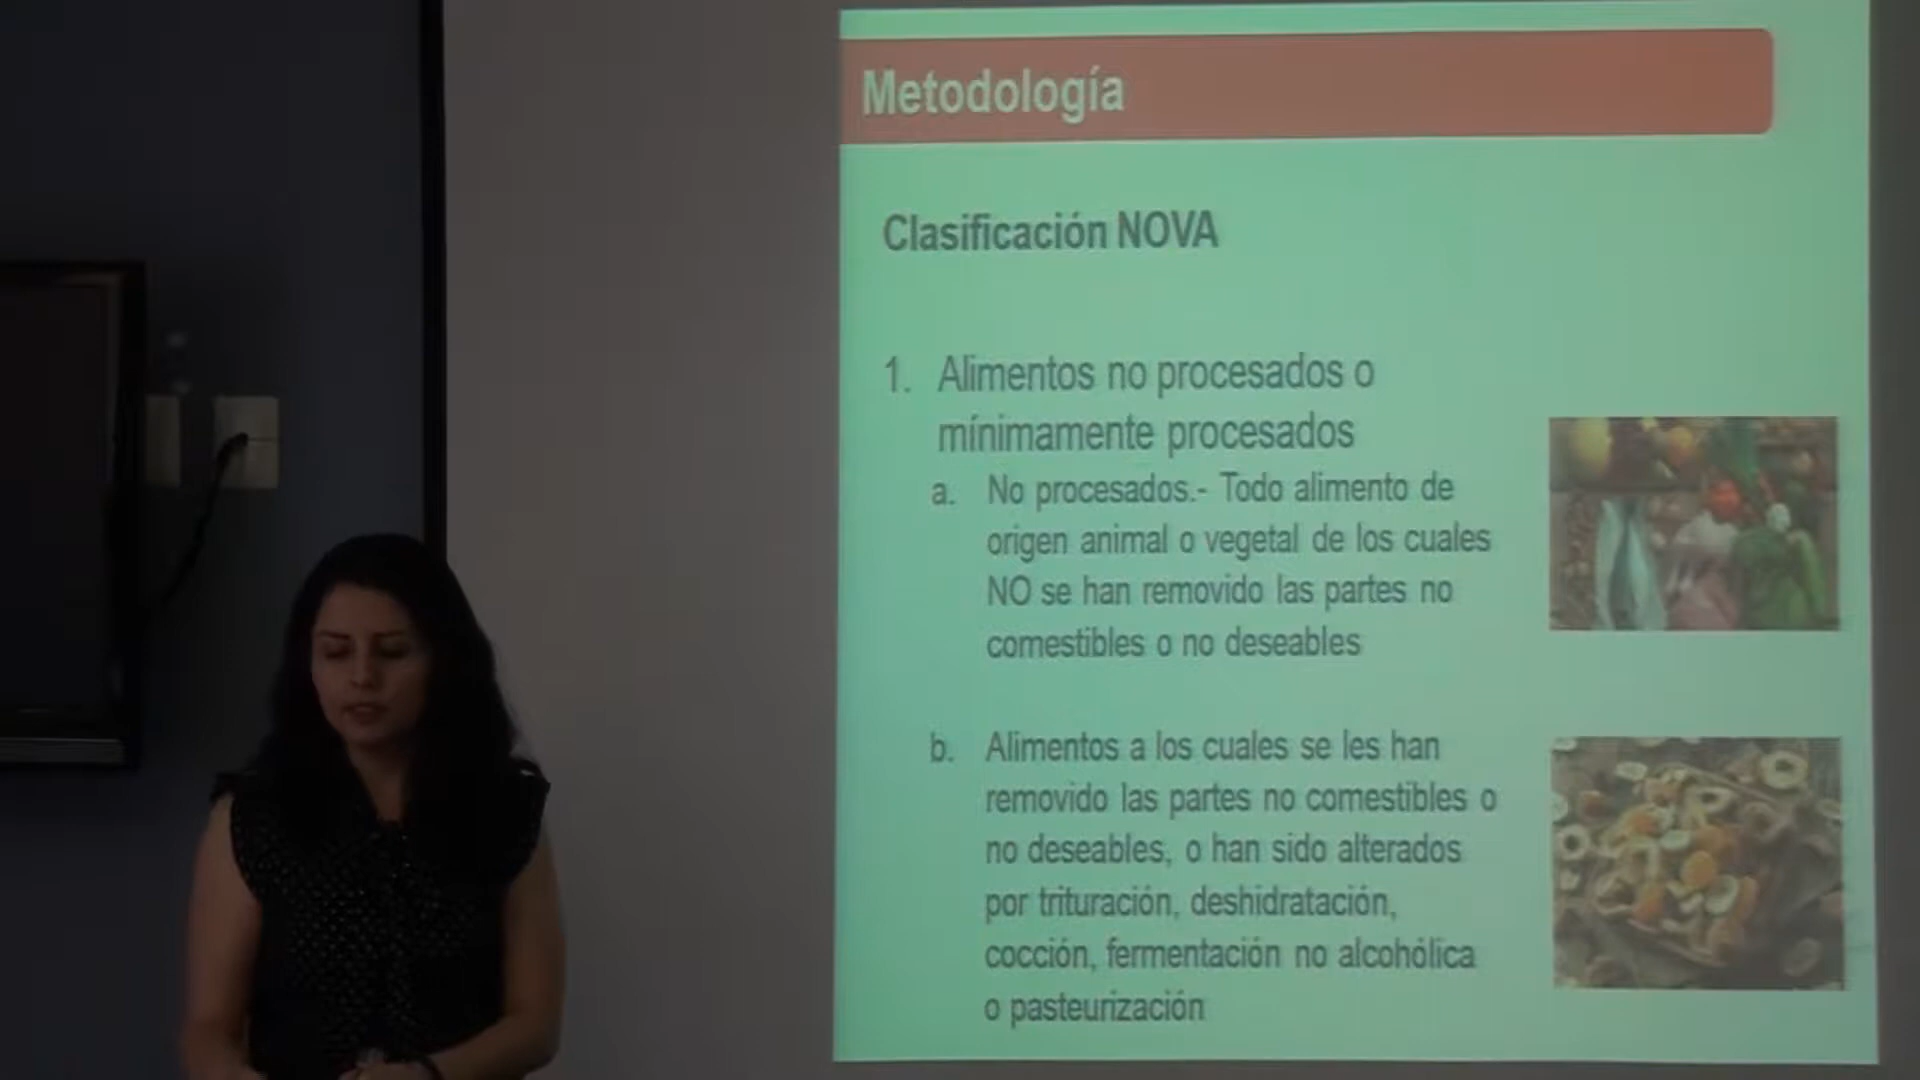 Metodología
Clasificación NOVA
1. Alimentos no procesados o
mínimamente procesados
a. No procesados.- Todo alimento de
origen animal o vegetal de los cuales
NO se han removido las partes no
comestibles o no deseables
b. Alimentos a los cuales se les han
removido las partes no comestibles o
no deseables, o han sido alterados
por trituración, deshidratación,
cocción, fermentación no alcohólica
o pasteurización